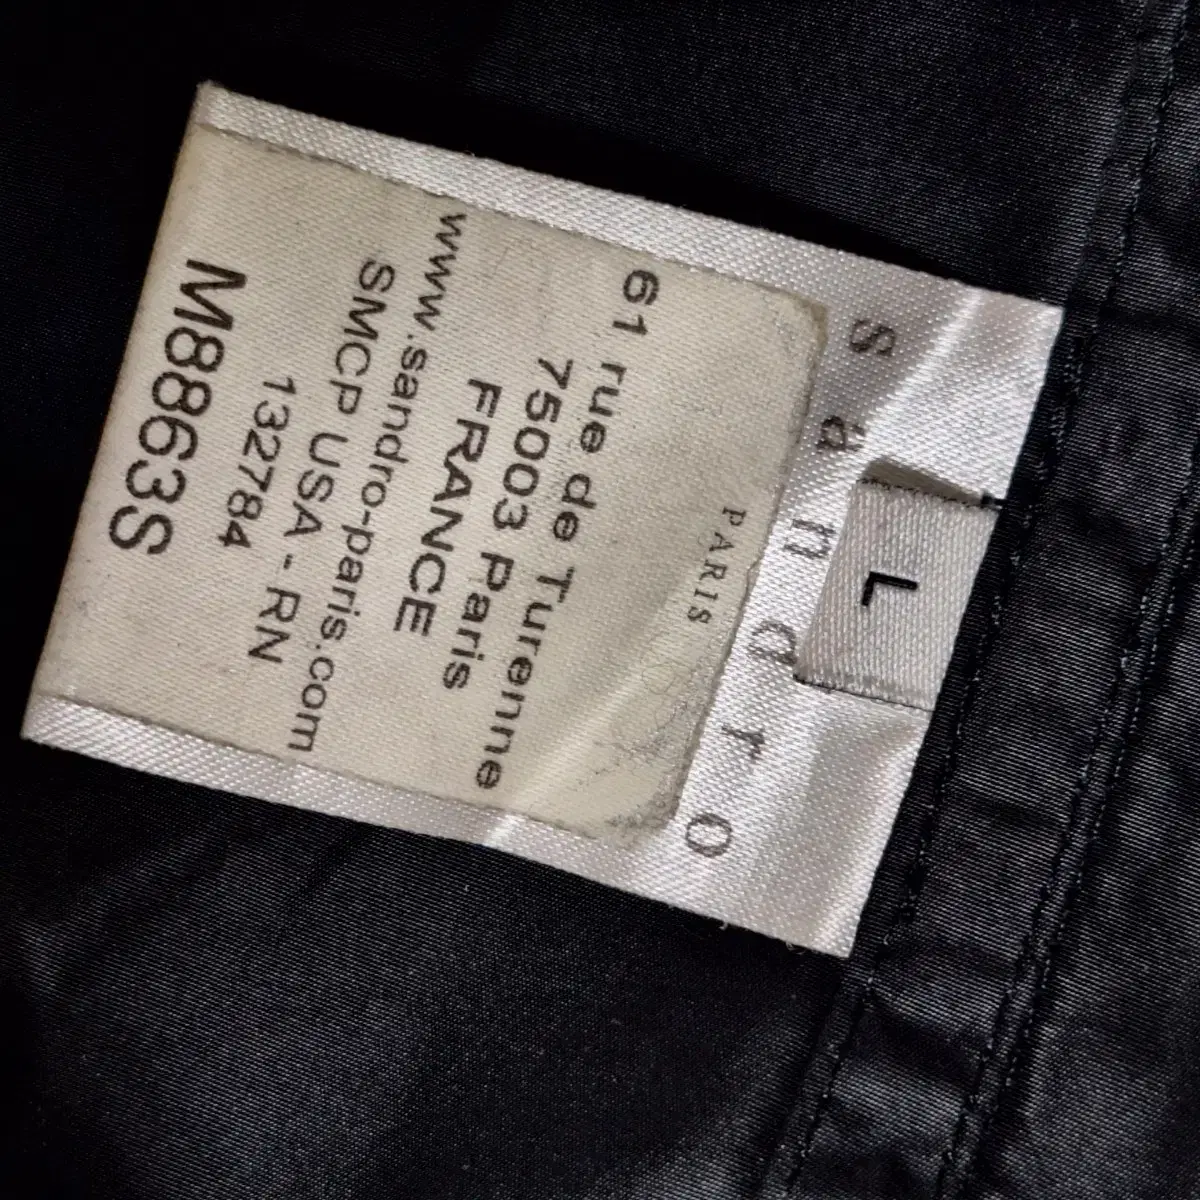 sandro
L
PARIS
61 rue de Turenne
75003 Paris
FRANCE
www.sandro-paris.com
SMCP USA - RN
132784
M8863S